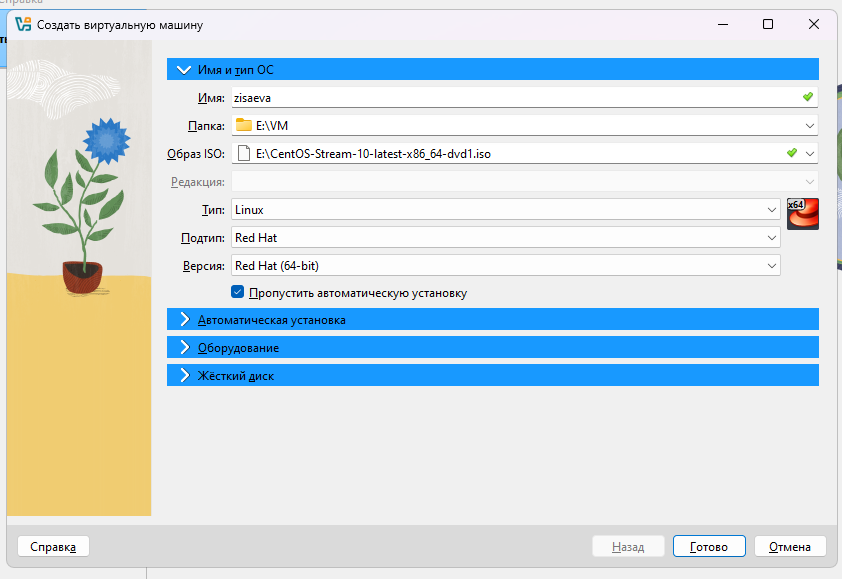 Справка
Создать виртуальную машину
Имя и тип ОС
Имя: zisaeva
Папка: E:\VM
Образ ISO: E:\CentOS-Stream-10-latest-x86_64-dvd1.iso
Редакция:
Тип: Linux
x64
Подтип: Red Hat
Версия: Red Hat (64-bit)
Пропустить автоматическую установку
Автоматическая установка
Оборудование
Жёсткий диск
Справка Назад Готово Отмена